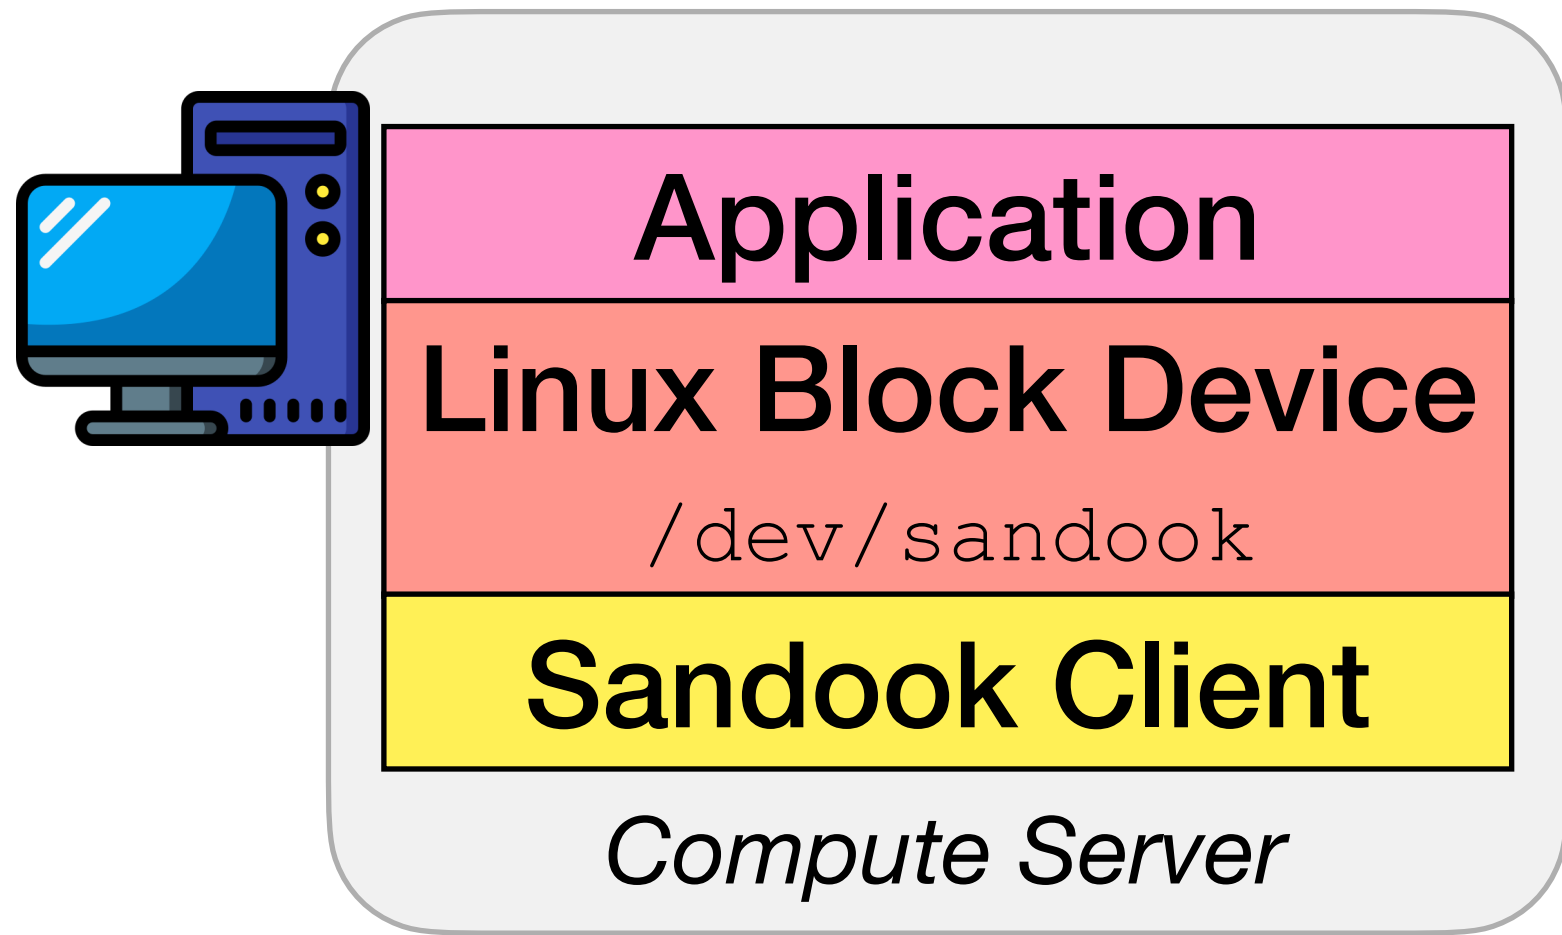 Application
Linux Block Device
/dev/sandook
Sandook Client
Compute Server